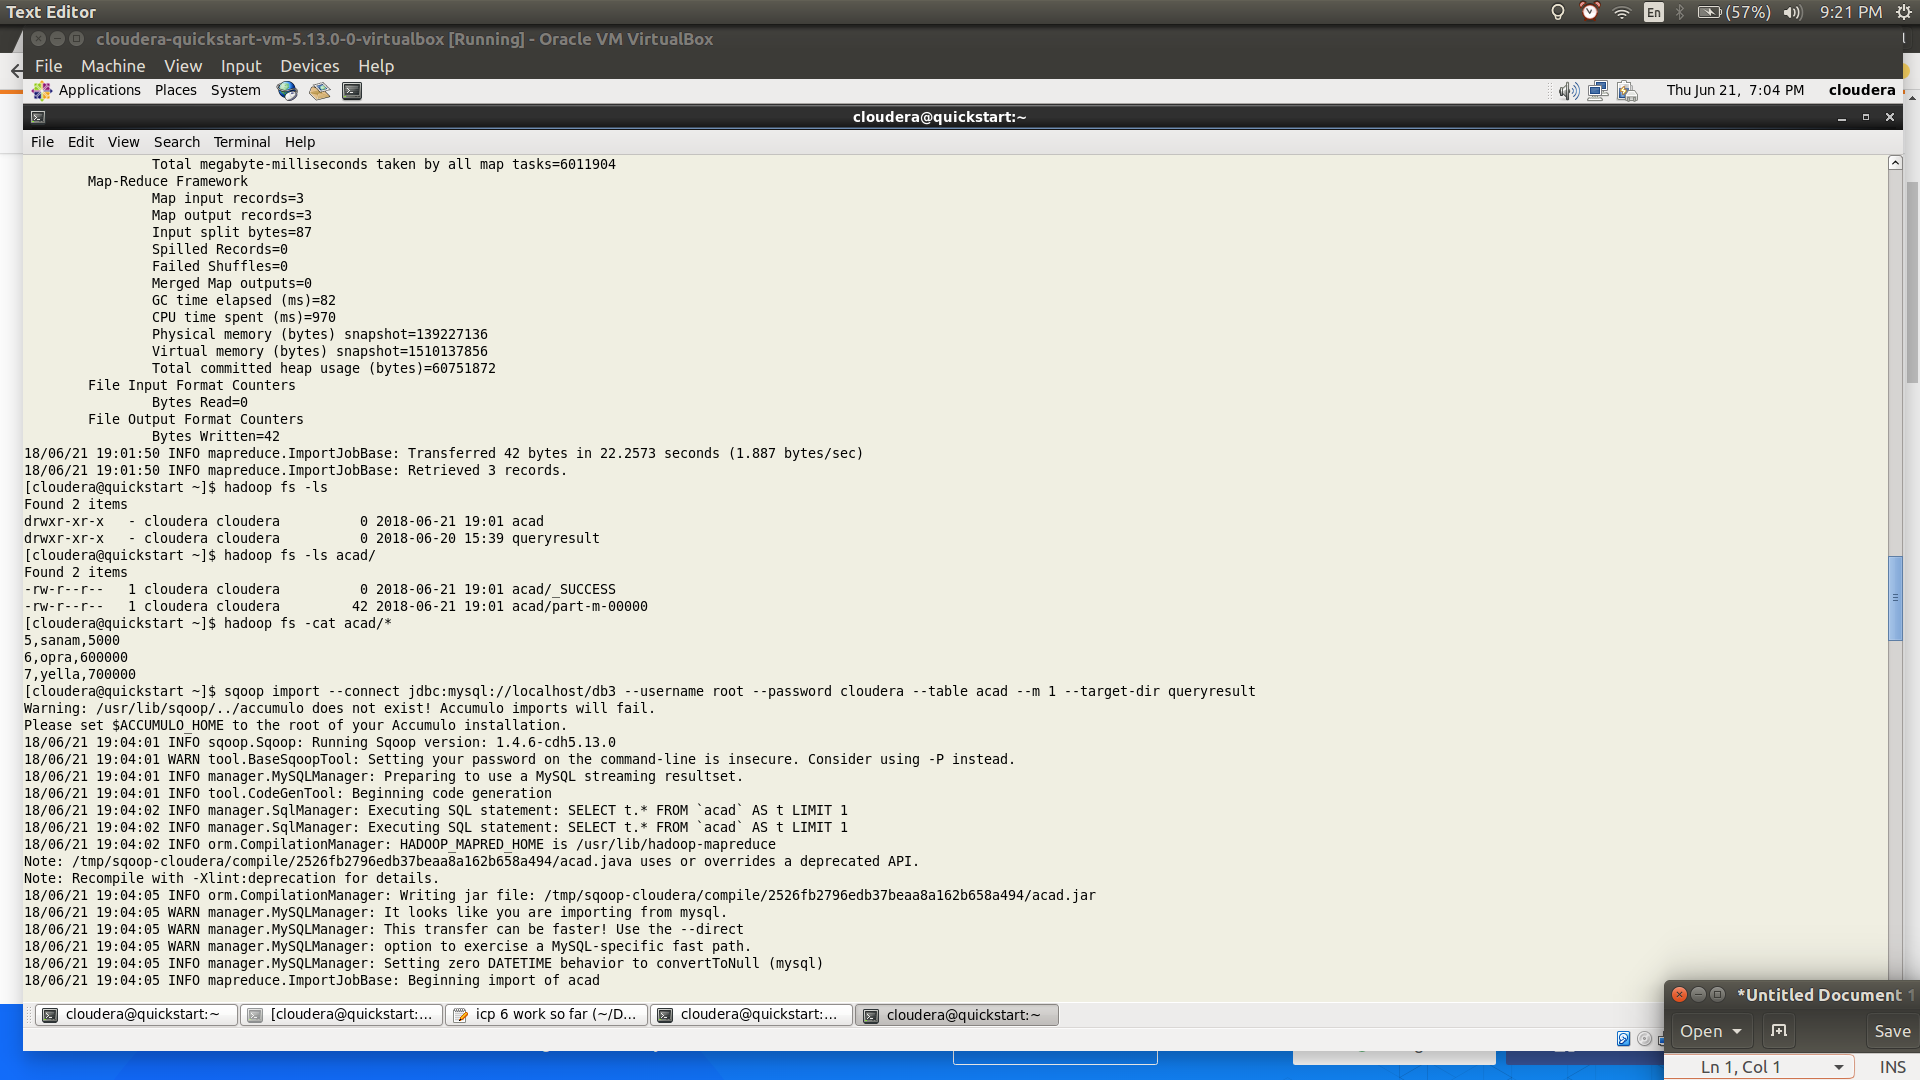 Text Editor
En (57%) 9:21 PM
cloudera-quickstart-vm-5.13.0-0-virtualbox [Running] - Oracle VM VirtualBox
File Machine View Input Devices Help
Applications Places System
Thu Jun 21, 7:04 PM cloudera
cloudera@quickstart:~
File Edit View Search Terminal Help
Total megabyte-milliseconds taken by all map tasks=6011904
Map-Reduce Framework
Map input records=3
Map output records=3
Input split bytes=87
Spilled Records=0
Failed Shuffles=0
Merged Map outputs=0
GC time elapsed (ms)=82
CPU time spent (ms)=970
Physical memory (bytes) snapshot=139227136
Virtual memory (bytes) snapshot=1510137856
Total committed heap usage (bytes)=60751872
File Input Format Counters
Bytes Read=0
File Output Format Counters
Bytes Written=42
18/06/21 19:01:50 INFO mapreduce.ImportJobBase: Transferred 42 bytes in 22.2573 seconds (1.887 bytes/sec)
18/06/21 19:01:50 INFO mapreduce.ImportJobBase: Retrieved 3 records.
[cloudera@quickstart ~]$ hadoop fs -ls
Found 2 items
drwxr-xr-x   - cloudera cloudera          0 2018-06-21 19:01 acad
drwxr-xr-x   - cloudera cloudera          0 2018-06-20 15:39 queryresult
[cloudera@quickstart ~]$ hadoop fs -ls acad/
Found 2 items
-rw-r--r--   1 cloudera cloudera          0 2018-06-21 19:01 acad/_SUCCESS
-rw-r--r--   1 cloudera cloudera         42 2018-06-21 19:01 acad/part-m-00000
[cloudera@quickstart ~]$ hadoop fs -cat acad/*
5,sanam,5000
6,opra,600000
7,yella,700000
[cloudera@quickstart ~]$ sqoop import --connect jdbc:mysql://localhost/db3 --username root --password cloudera --table acad --m 1 --target-dir queryresult
Warning: /usr/lib/sqoop/../accumulo does not exist! Accumulo imports will fail.
Please set $ACCUMULO_HOME to the root of your Accumulo installation.
18/06/21 19:04:01 INFO sqoop.Sqoop: Running Sqoop version: 1.4.6-cdh5.13.0
18/06/21 19:04:01 WARN tool.BaseSqoopTool: Setting your password on the command-line is insecure. Consider using -P instead.
18/06/21 19:04:01 INFO manager.MySQLManager: Preparing to use a MySQL streaming resultset.
18/06/21 19:04:01 INFO tool.CodeGenTool: Beginning code generation
18/06/21 19:04:02 INFO manager.SqlManager: Executing SQL statement: SELECT t.* FROM `acad` AS t LIMIT 1
18/06/21 19:04:02 INFO manager.SqlManager: Executing SQL statement: SELECT t.* FROM `acad` AS t LIMIT 1
18/06/21 19:04:02 INFO orm.CompilationManager: HADOOP_MAPRED_HOME is /usr/lib/hadoop-mapreduce
Note: /tmp/sqoop-cloudera/compile/2526fb2796edb37beaa8a162b658a494/acad.java uses or overrides a deprecated API.
Note: Recompile with -Xlint:deprecation for details.
18/06/21 19:04:05 INFO orm.CompilationManager: Writing jar file: /tmp/sqoop-cloudera/compile/2526fb2796edb37beaa8a162b658a494/acad.jar
18/06/21 19:04:05 WARN manager.MySQLManager: It looks like you are importing from mysql.
18/06/21 19:04:05 WARN manager.MySQLManager: This transfer can be faster! Use the --direct
18/06/21 19:04:05 WARN manager.MySQLManager: option to exercise a MySQL-specific fast path.
18/06/21 19:04:05 INFO manager.MySQLManager: Setting zero DATETIME behavior to convertToNull (mysql)
18/06/21 19:04:05 INFO mapreduce.ImportJobBase: Beginning import of acad
cloudera@quickstart:~ [cloudera@quickstart:... icp 6 work so far (~/D... cloudera@quickstart:... cloudera@quickstart:~
*Untitled Document 1
Open Save
Ln 1, Col 1 INS